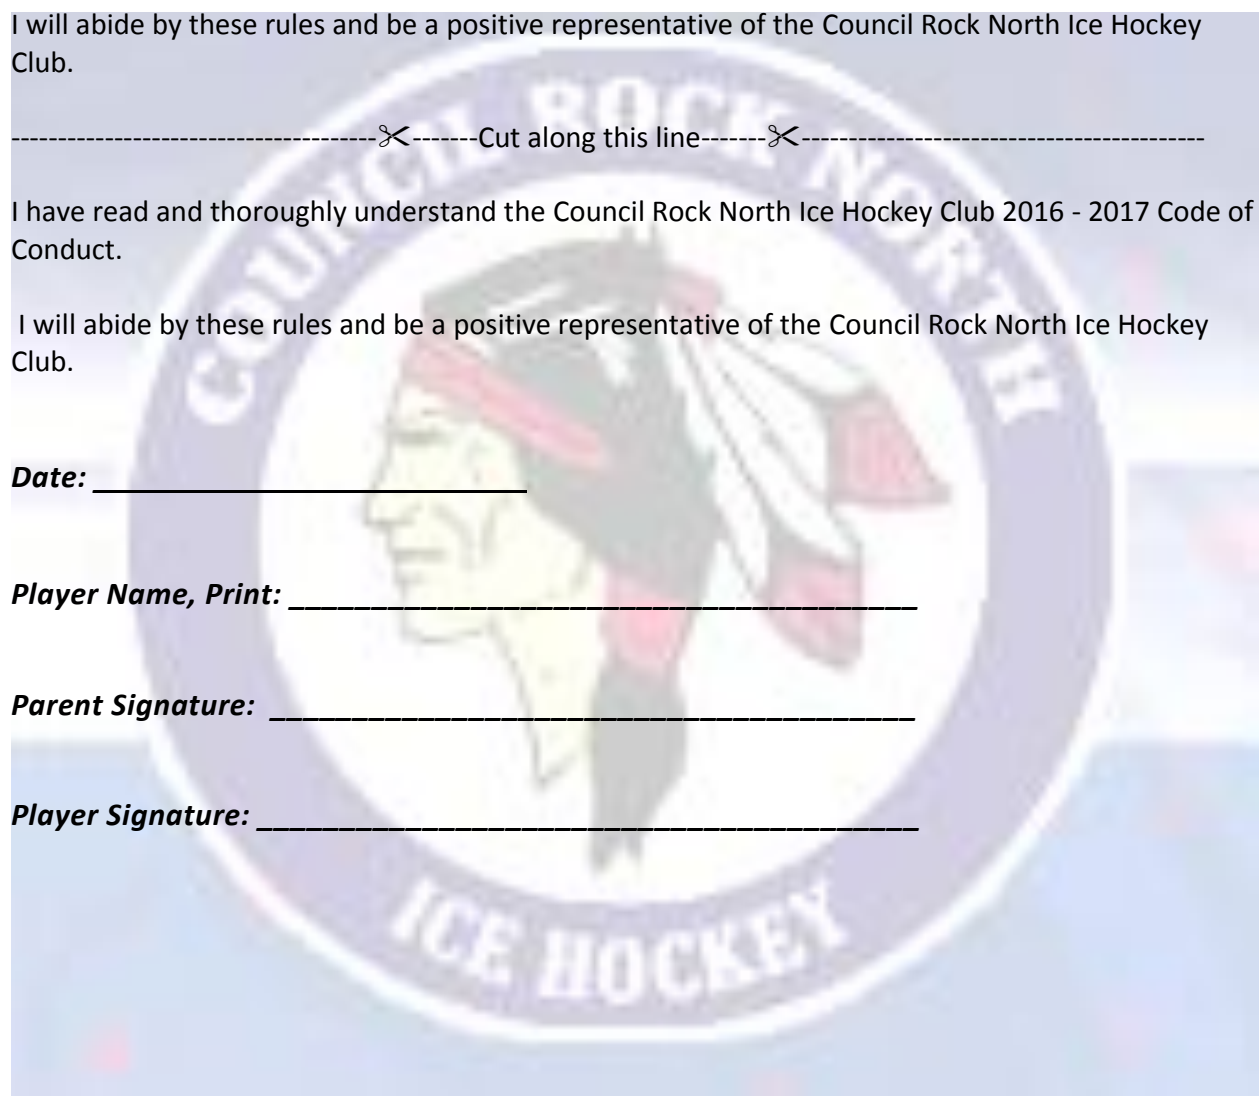 I will abide by these rules and be a positive representative of the Council Rock North Ice Hockey
Club.
---------------------------------------✂-------Cut along this line-------✂-------------------------------------------
I have read and thoroughly understand the Council Rock North Ice Hockey Club 2016 - 2017 Code of
Conduct.
I will abide by these rules and be a positive representative of the Council Rock North Ice Hockey
Club.
Date: ____________________________
Player Name, Print: ______________________________________
Parent Signature: _______________________________________
Player Signature: ________________________________________
COUNCIL ROCK NORTH
ICE HOCKEY